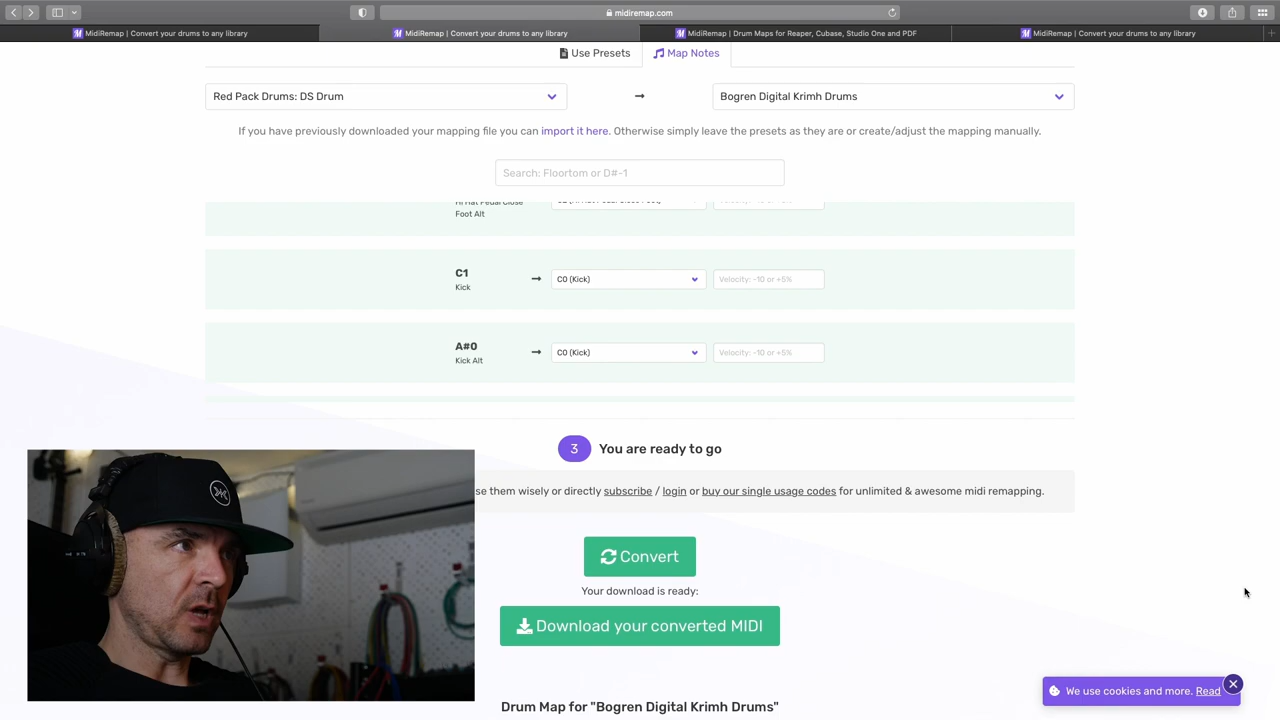 midiremap.com
MidiRemap | Convert your drums to any library
MidiRemap | Convert your drums to any library
MidiRemap | Drum Maps for Reaper, Cubase, Studio One and PDF
MidiRemap | Convert your drums to any library
Use Presets
Map Notes
Red Pack Drums: DS Drum
Bogren Digital Krimh Drums
If you have previously downloaded your mapping file you can import it here. Otherwise simply leave the presets as they are or create/adjust the mapping manually.
Search: Floortom or D#-1
Foot Alt
C1
Kick
C0 (Kick)
Velocity: -10 or +5%
A#0
Kick Alt
C0 (Kick)
Velocity: -10 or +5%
3 You are ready to go
se them wisely or directly subscribe / login or buy our single usage codes for unlimited & awesome midi remapping.
Convert
Your download is ready:
Download your converted MIDI
We use cookies and more. Read
Drum Map for "Bogren Digital Krimh Drums"